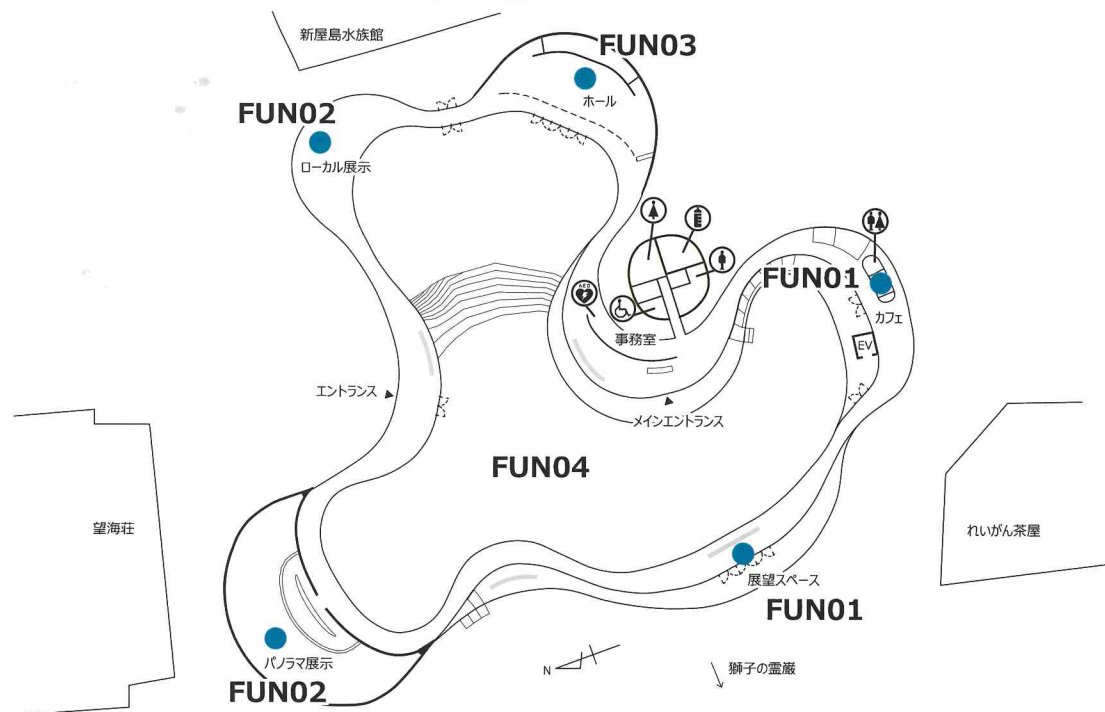 新屋島水族館
FUN03
ホール
FUN02
ローカル展示
FUN01
カフェ
AED
事務室
EV
エントランス
メインエントランス
FUN04
望海荘
れいがん茶屋
展望スペース
FUN01
パノラマ展示
FUN02
N
獅子の霊巌